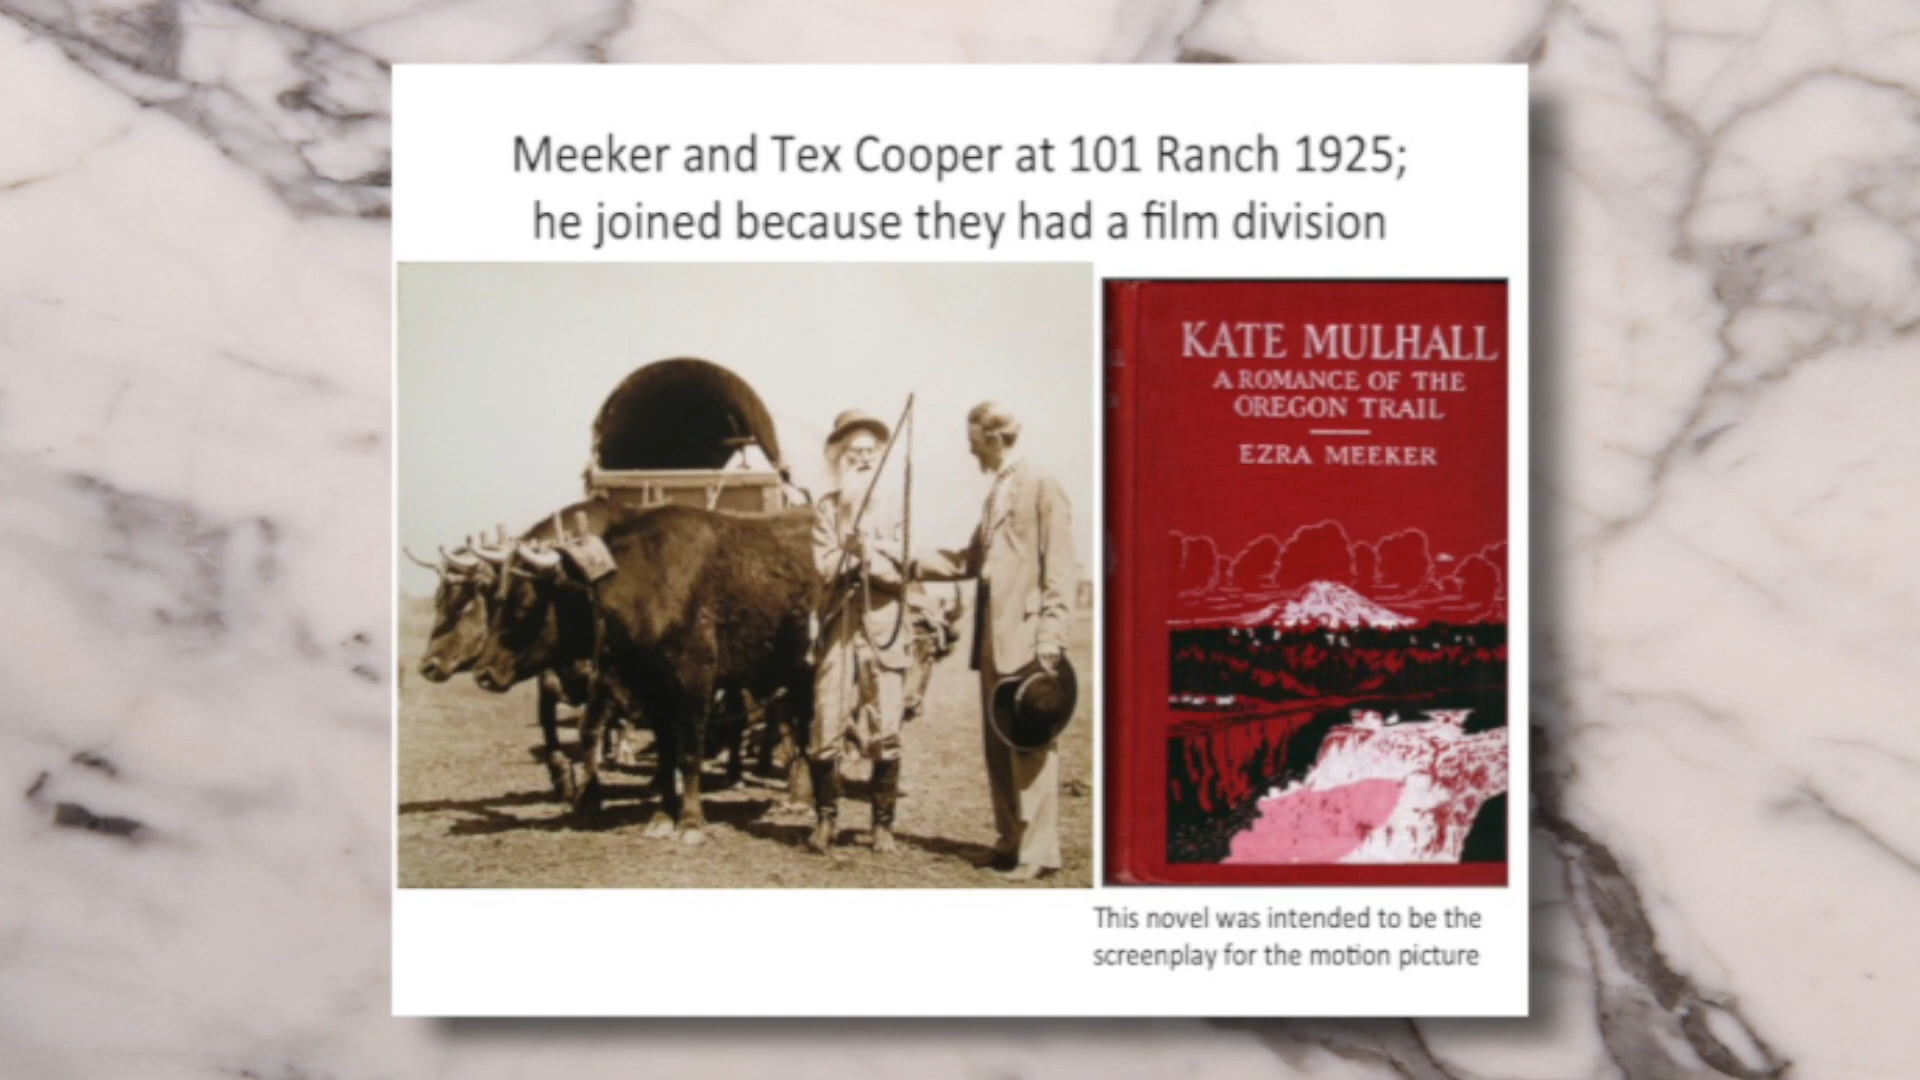 Meeker and Tex Cooper at 101 Ranch 1925;
he joined because they had a film division
KATE MULHALL
A ROMANCE OF THE
OREGON TRAIL
EZRA MEEKER
This novel was intended to be the
screenplay for the motion picture